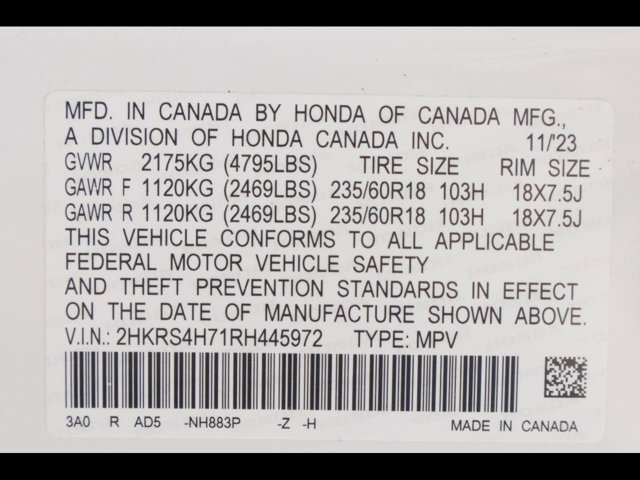 MFD. IN CANADA BY HONDA OF CANADA MFG.,
A DIVISION OF HONDA CANADA INC. 11/'23
GVWR 2175KG (4795LBS) TIRE SIZE RIM SIZE
GAWR F 1120KG (2469LBS) 235/60R18 103H 18X7.5J
GAWR R 1120KG (2469LBS) 235/60R18 103H 18X7.5J
THIS VEHICLE CONFORMS TO ALL APPLICABLE
FEDERAL MOTOR VEHICLE SAFETY
AND THEFT PREVENTION STANDARDS IN EFFECT
ON THE DATE OF MANUFACTURE SHOWN ABOVE.
V.I.N.: 2HKRS4H71RH445972 TYPE: MPV
3A0 R AD5 -NH883P -Z -H MADE IN CANADA